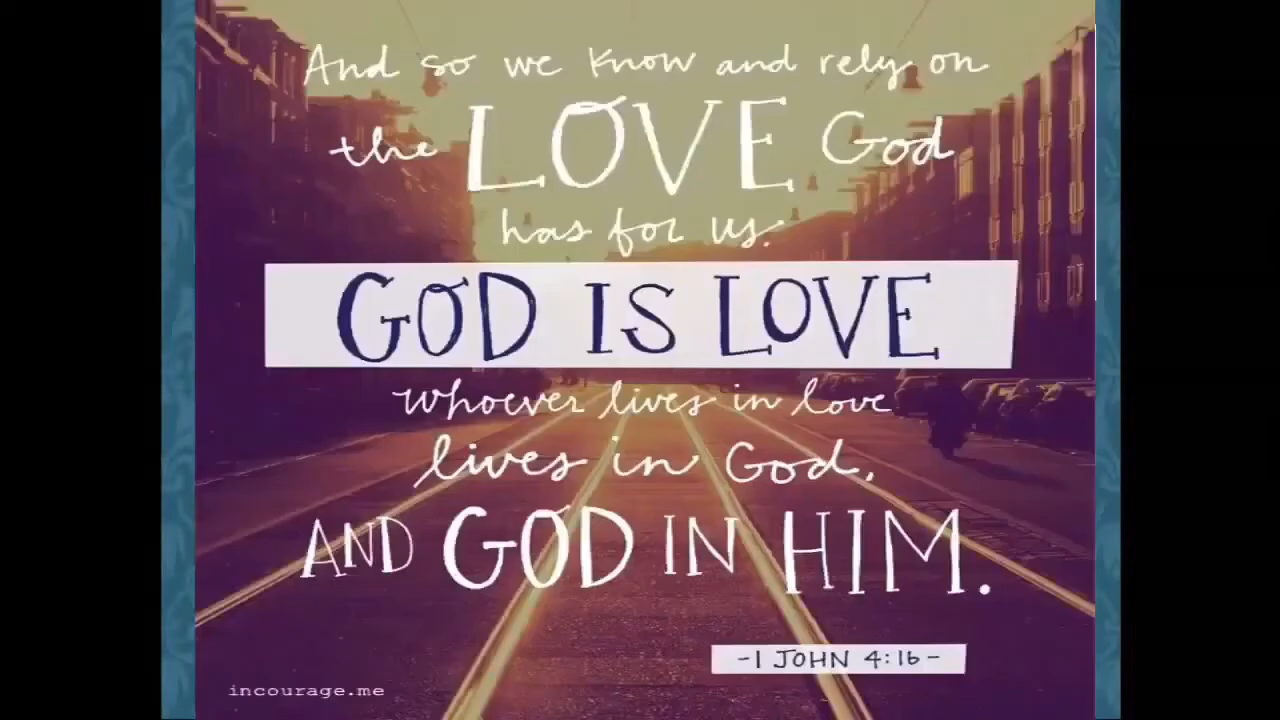 And so we know and rely on
the LOVE God
has for us.
GOD IS LOVE
Whoever lives in love
lives in God,
AND GOD IN HIM.
-1 JOHN 4:16-
incourage.me